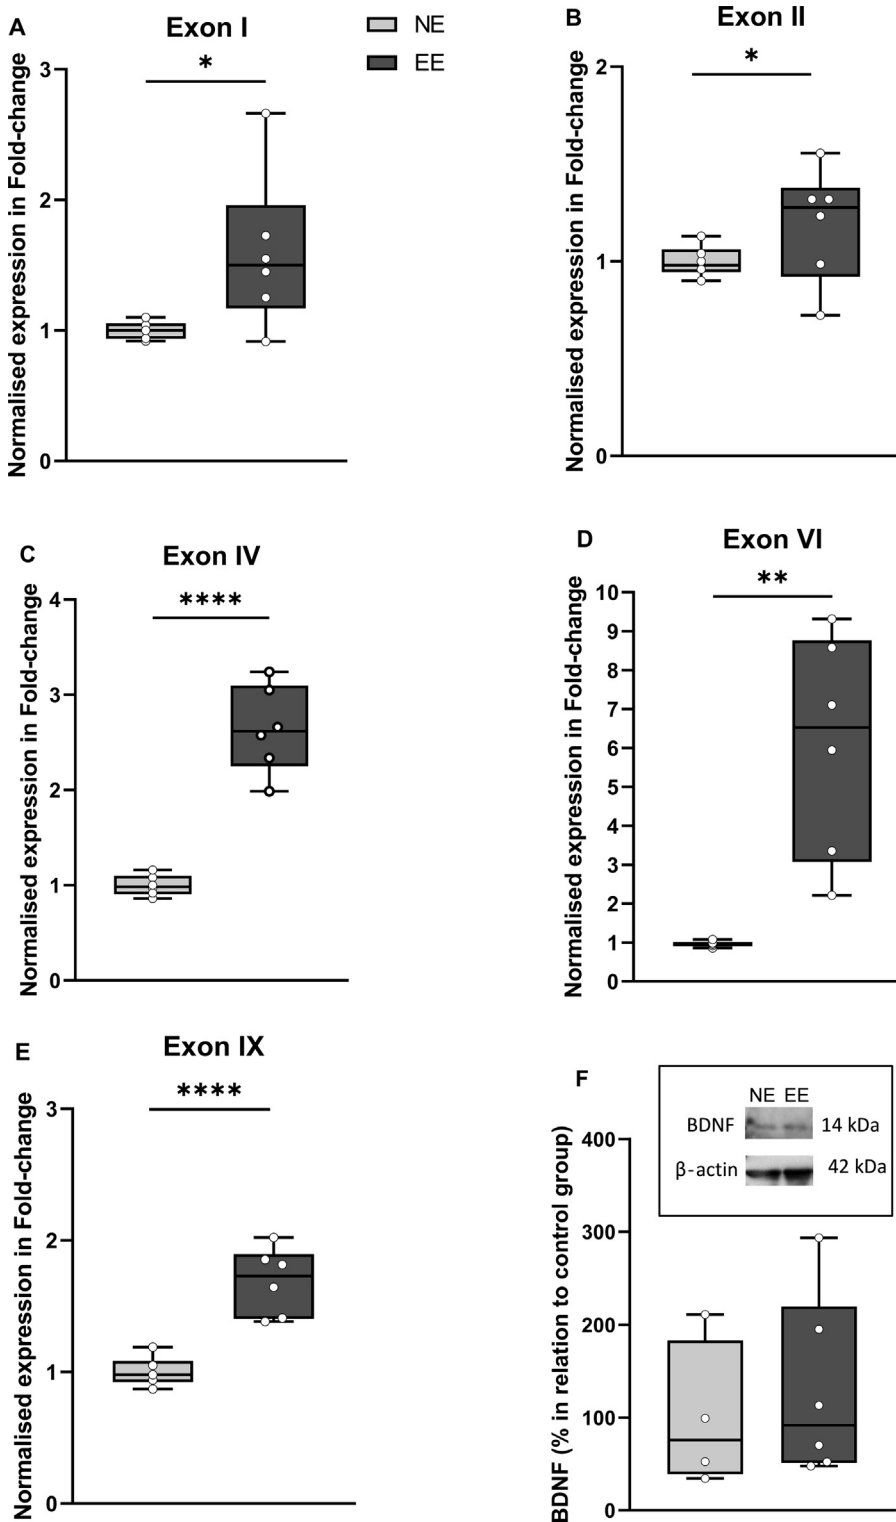 A
Exon I
NE
EE
*
Normalised expression in Fold-change
3
2
1
0
B
Exon II
*
Normalised expression in Fold-change
2
1
0
C
Exon IV
****
Normalised expression in Fold-change
4
3
2
1
0
D
Exon VI
**
Normalised expression in Fold-change
10
9
8
7
6
5
4
3
2
1
0
E
Exon IX
****
Normalised expression in Fold-change
3
2
1
0
F
NE EE
BDNF 14 kDa
β-actin 42 kDa
BDNF (% in relation to control group)
400
300
200
100
0